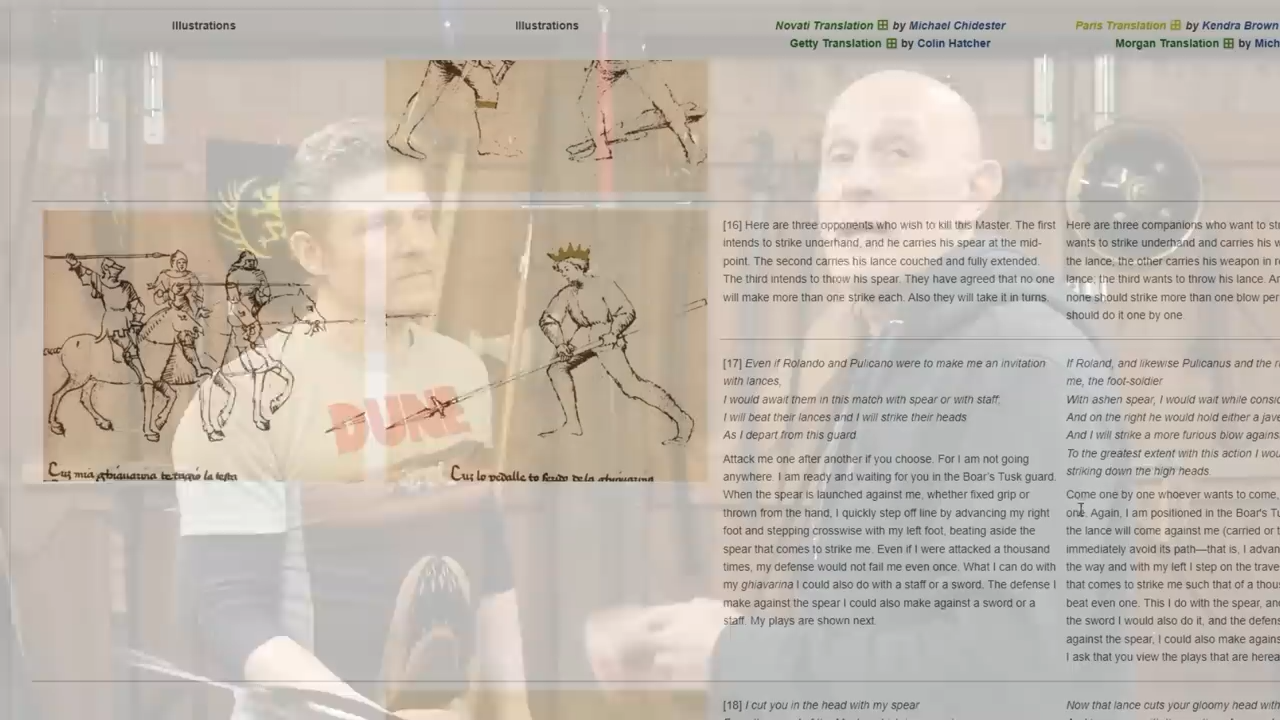 Illustrations
Illustrations
Novati Translation by Michael Chidester
Getty Translation by Colin Hatcher
Paris Translation by Kendra Brown
Morgan Translation by Mich
[16] Here are three opponents who wish to kill this Master. The first
intends to strike underhand, and he carries his spear at the mid-
point. The second carries his lance couched and fully extended.
The third intends to throw his spear. They have agreed that no one
will make more than one strike each. Also they will take it in turns.
Here are three companions who want to str
wants to strike underhand and carries his w
the lance, the other carries his weapon in re
lance, the third wants to throw his lance. An
none should strike more than one blow per
should do it one by one.
[17] Even if Rolando and Pulicano were to make me an invitation
with lances,
I would await them in this match with spear or with staff;
I will beat their lances and I will strike their heads
As I depart from this guard.
Attack me one after another if you choose. For I am not going
anywhere. I am ready and waiting for you in the Boar's Tusk guard.
When the spear is launched against me, whether fixed grip or
thrown from the hand, I quickly step off line by advancing my right
foot and stepping crosswise with my left foot, beating aside the
spear that comes to strike me. Even if I were attacked a thousand
times, my defense would not fail me even once. What I can do with
my ghiavarina I could also do with a staff or a sword. The defense I
make against the spear I could also make against a sword or a
staff. My plays are shown next.
If Roland, and likewise Pulicanus and the r
me, the foot-soldier
With ashen spear, I would wait while consid
And on the right he would hold either a jave
And I will strike a more furious blow agains
To the greatest extent with this action I wou
striking down the high heads.
Come one by one whoever wants to come,
one. Again, I am positioned in the Boar's Tu
the lance will come against me (carried or t
immediately avoid its path—that is, I advan
the way and with my left I step on the trave
that comes to strike me such that of a thous
beat even one. This I do with the spear, and
the sword I would also do it, and the defens
against the spear, I could also make agains
I ask that you view the plays that are herea
DUNE
[18] I cut you in the head with my spear
Now that lance cuts your gloomy head with